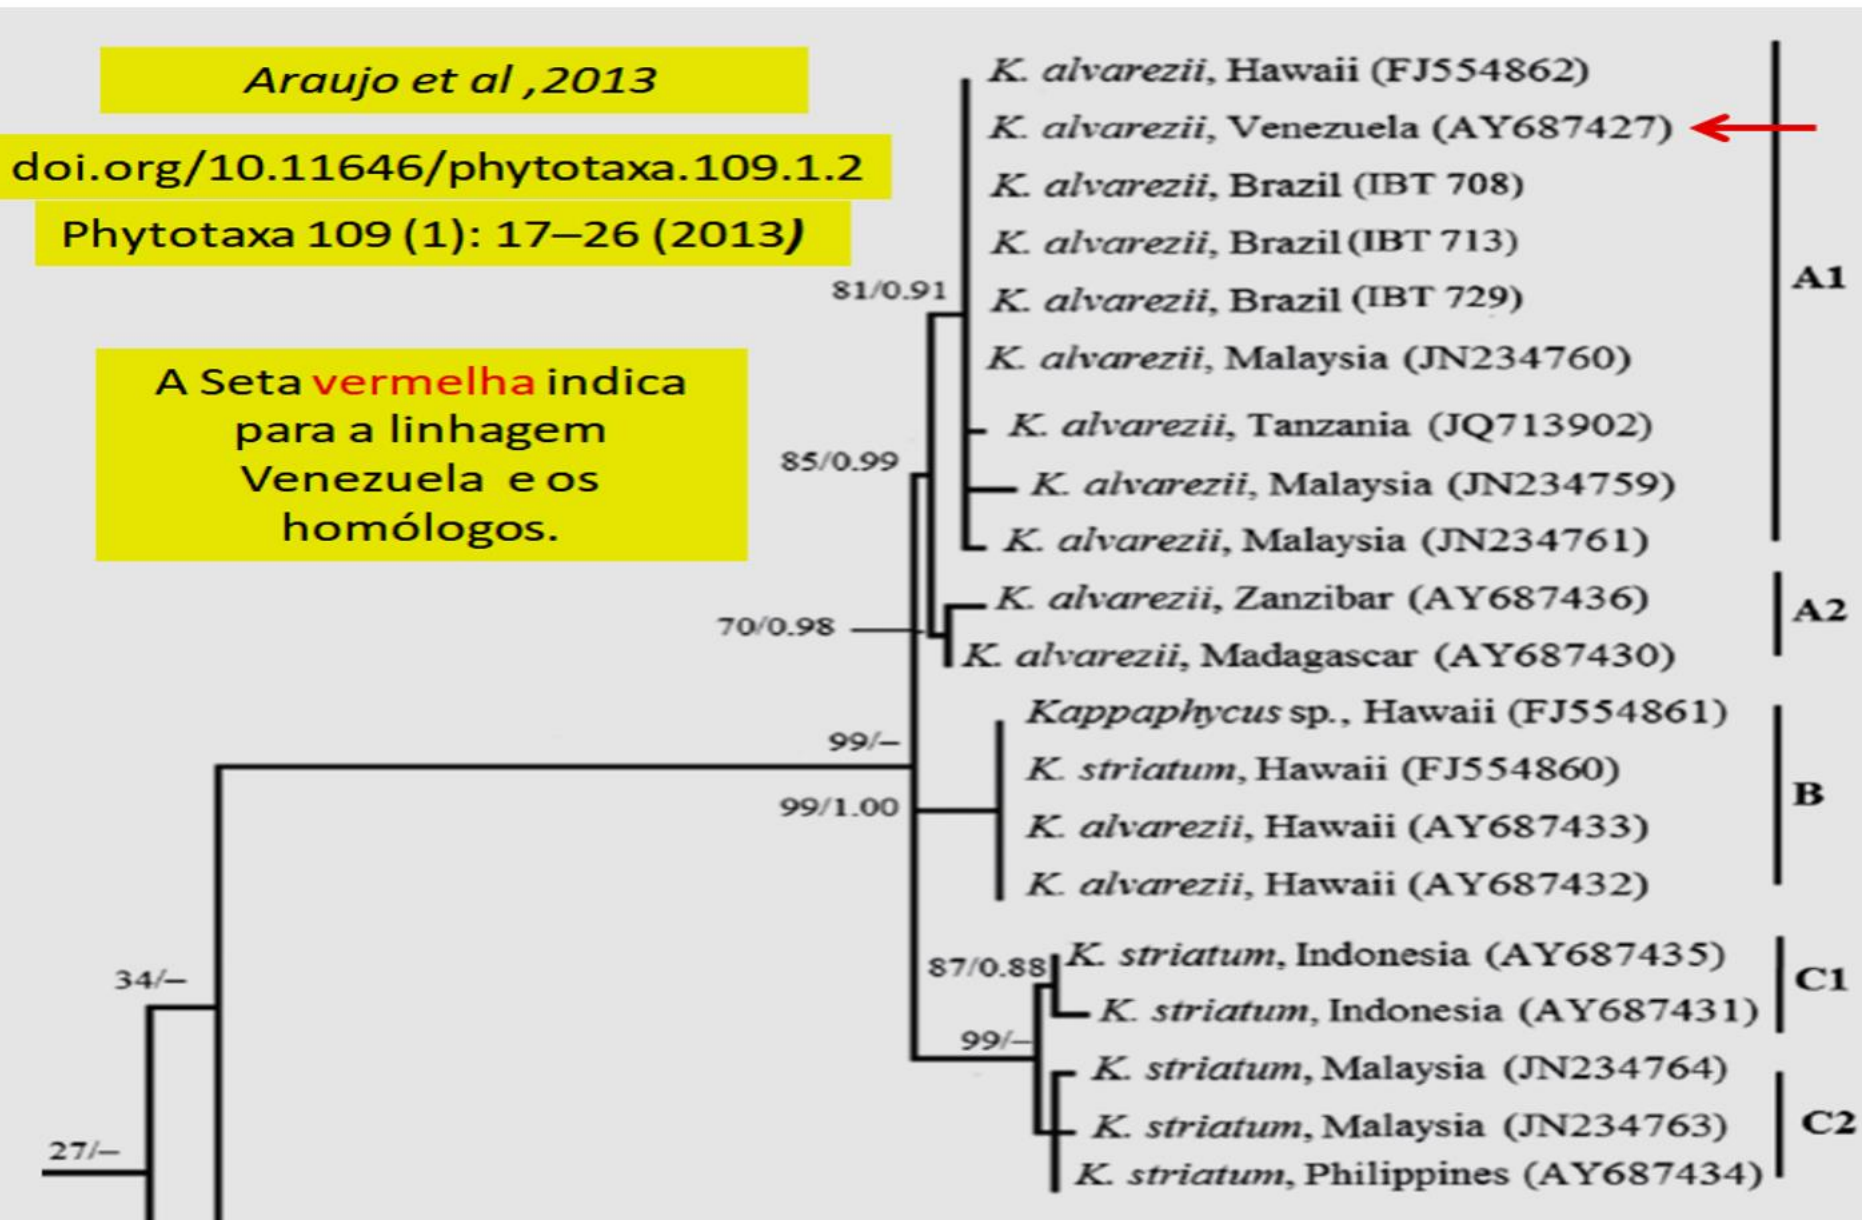 Araujo et al ,2013
doi.org/10.11646/phytotaxa.109.1.2
Phytotaxa 109 (1): 17–26 (2013)
A Seta vermelha indica
para a linhagem
Venezuela e os
homólogos.
K. alvarezii, Hawaii (FJ554862)
K. alvarezii, Venezuela (AY687427)
K. alvarezii, Brazil (IBT 708)
K. alvarezii, Brazil (IBT 713)
K. alvarezii, Brazil (IBT 729)
K. alvarezii, Malaysia (JN234760)
K. alvarezii, Tanzania (JQ713902)
K. alvarezii, Malaysia (JN234759)
K. alvarezii, Malaysia (JN234761)
A1
K. alvarezii, Zanzibar (AY687436)
K. alvarezii, Madagascar (AY687430)
A2
Kappaphycus sp., Hawaii (FJ554861)
K. striatum, Hawaii (FJ554860)
K. alvarezii, Hawaii (AY687433)
K. alvarezii, Hawaii (AY687432)
B
K. striatum, Indonesia (AY687435)
K. striatum, Indonesia (AY687431)
C1
K. striatum, Malaysia (JN234764)
K. striatum, Malaysia (JN234763)
K. striatum, Philippines (AY687434)
C2
81/0.91
85/0.99
70/0.98
99/–
99/1.00
87/0.88
99/–
34/–
27/–